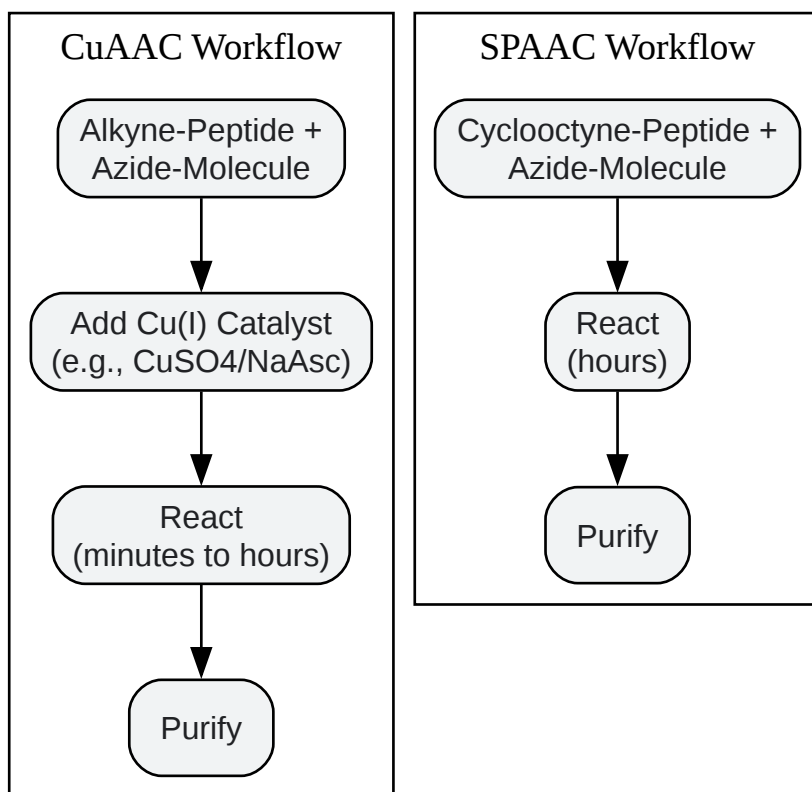 CuAAC Workflow
Alkyne-Peptide +
Azide-Molecule
Add Cu(I) Catalyst
(e.g., CuSO4/NaAsc)
React
(minutes to hours)
Purify
SPAAC Workflow
Cyclooctyne-Peptide +
Azide-Molecule
React
(hours)
Purify